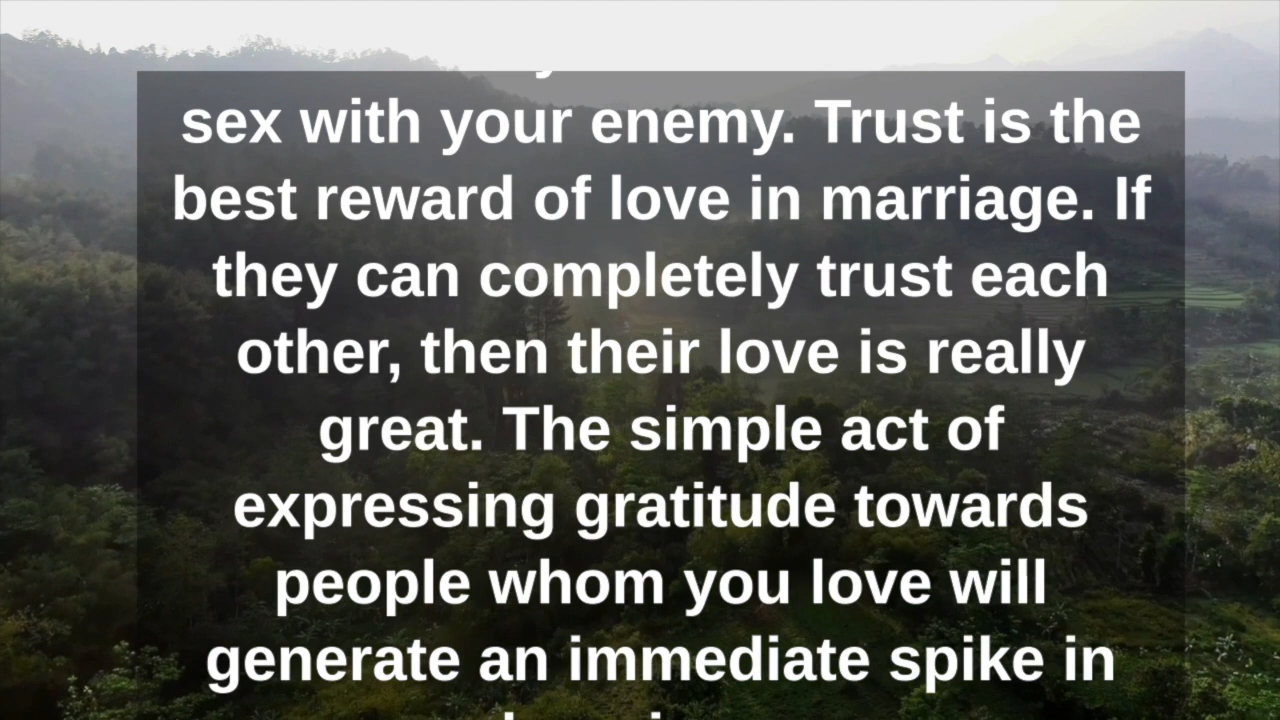 sex with your enemy. Trust is the
best reward of love in marriage. If
they can completely trust each
other, then their love is really
great. The simple act of
expressing gratitude towards
people whom you love will
generate an immediate spike in